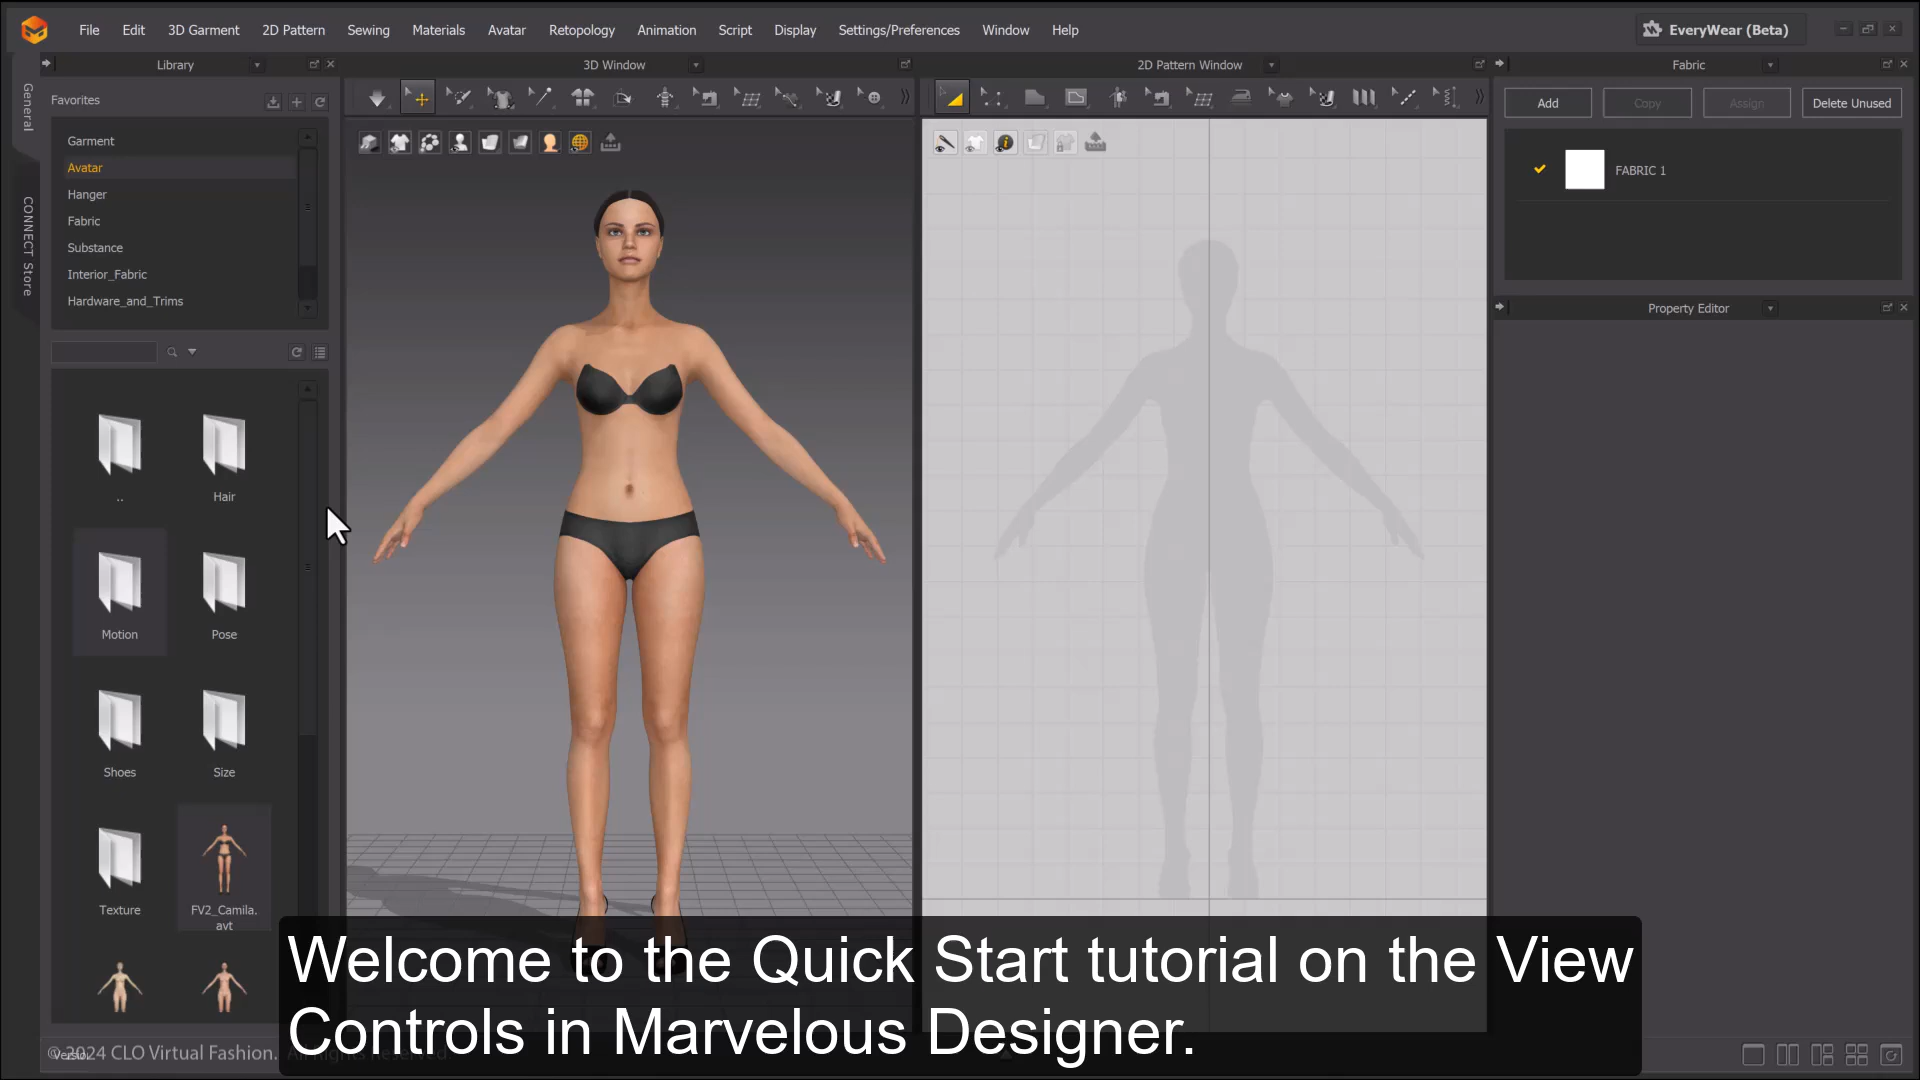 File Edit 3D Garment 2D Pattern Sewing Materials Avatar Retopology Animation Script Display Settings/Preferences Window Help EveryWear (Beta)
Library 3D Window 2D Pattern Window Fabric
General
CONNECT Store
Favorites
Garment
Avatar
Hanger
Fabric
Substance
Interior_Fabric
Hardware_and_Trims
.. Hair
Motion Pose
Shoes Size
Texture FV2_Camila.
avt
Add Copy Assign Delete Unused
FABRIC 1
Property Editor
Welcome to the Quick Start tutorial on the View
Controls in Marvelous Designer.
© 2024 CLO Virtual Fashion. All Rights Reserved